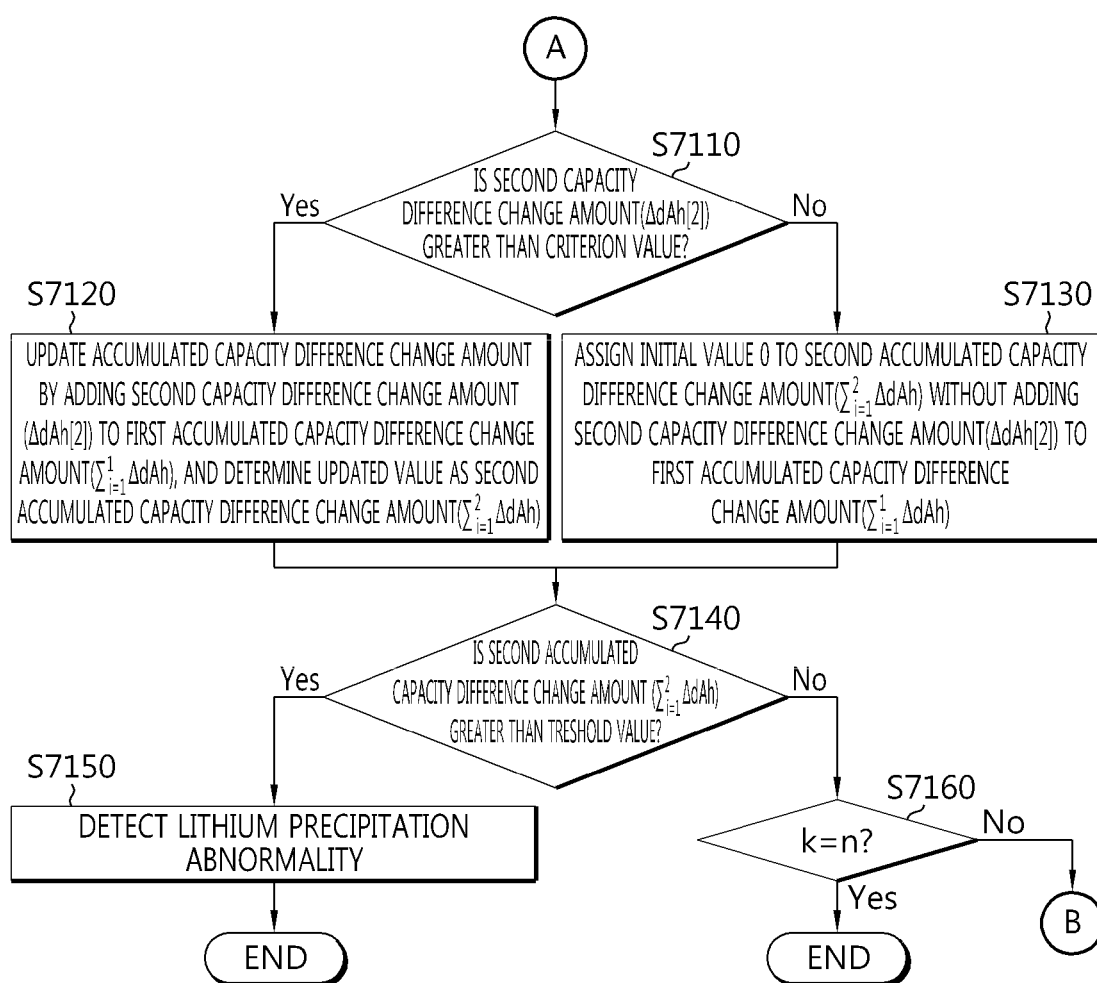 A
S7110
IS SECOND CAPACITY
DIFFERENCE CHANGE AMOUNT(ΔdAh[2])
GREATER THAN CRITERION VALUE?
Yes
No
S7120
UPDATE ACCUMULATED CAPACITY DIFFERENCE CHANGE AMOUNT
BY ADDING SECOND CAPACITY DIFFERENCE CHANGE AMOUNT
(ΔdAh[2]) TO FIRST ACCUMULATED CAPACITY DIFFERENCE CHANGE
AMOUNT(∑¹ᵢ₌₁ ΔdAh), AND DETERMINE UPDATED VALUE AS SECOND
ACCUMULATED CAPACITY DIFFERENCE CHANGE AMOUNT(∑²ᵢ₌₁ ΔdAh)
S7130
ASSIGN INITIAL VALUE 0 TO SECOND ACCUMULATED CAPACITY
DIFFERENCE CHANGE AMOUNT(∑²ᵢ₌₁ ΔdAh) WITHOUT ADDING
SECOND CAPACITY DIFFERENCE CHANGE AMOUNT(ΔdAh[2]) TO
FIRST ACCUMULATED CAPACITY DIFFERENCE
CHANGE AMOUNT(∑¹ᵢ₌₁ ΔdAh)
S7140
IS SECOND ACCUMULATED
CAPACITY DIFFERENCE CHANGE AMOUNT (∑²ᵢ₌₁ ΔdAh)
GREATER THAN TRESHOLD VALUE?
Yes
No
S7150
DETECT LITHIUM PRECIPITATION
ABNORMALITY
END
S7160
k=n?
No
Yes
B
END